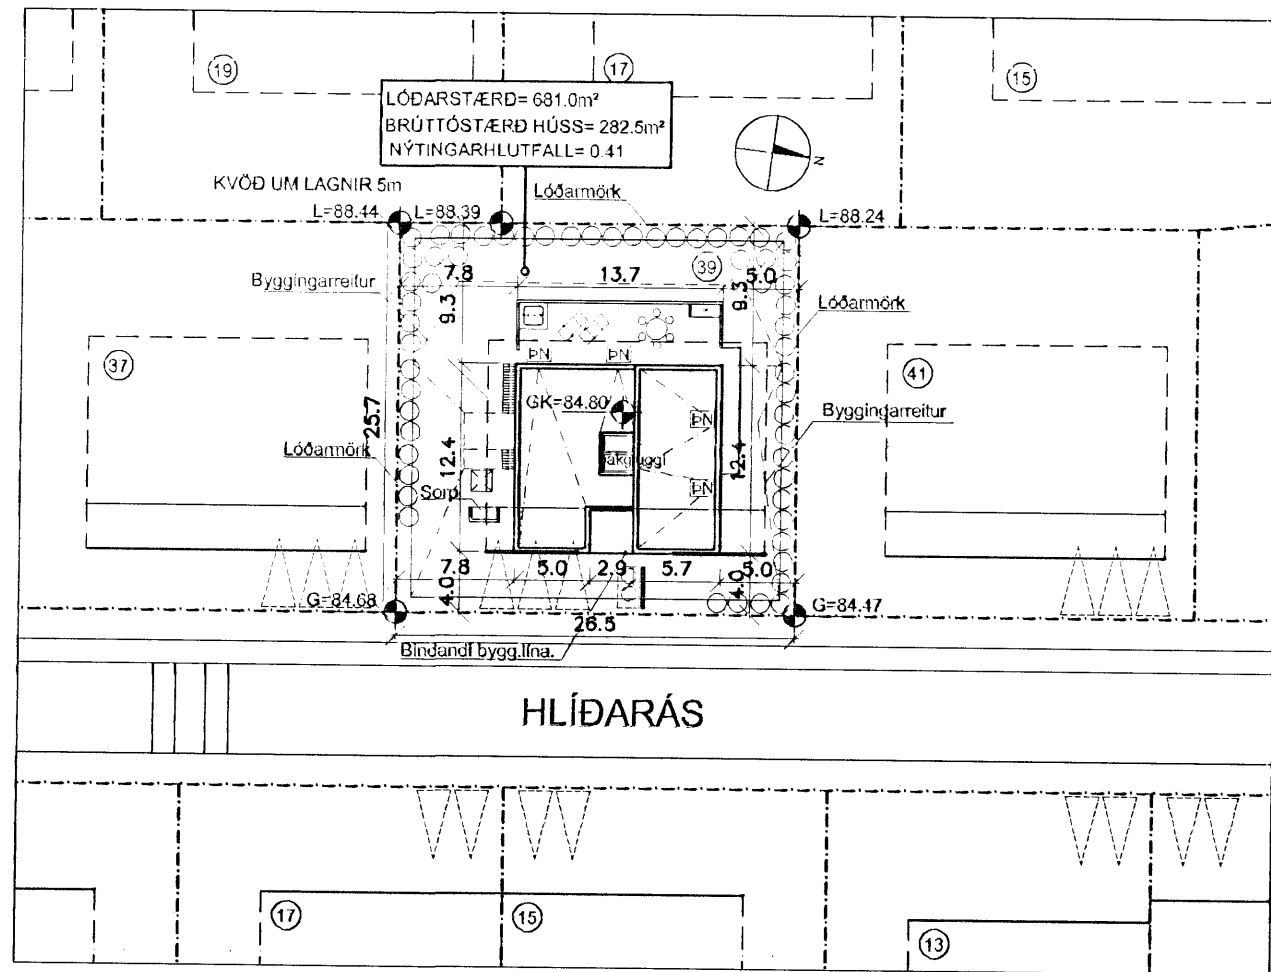 19
17
15
LÓÐARSTÆRÐ= 681.0m²
BRÚTTÓSTÆRÐ HÚSS= 282.5m²
NÝTINGARHLUTFALL= 0.41
N
KVÖÐ UM LAGNIR 5m
Lóðarmörk
L=88.44
L=88.39
L=88.24
Byggingarreitur
7.8
13.7
39
5.0
9.3
9.3
Lóðarmörk
37
ÞN
ÞN
41
25.7
GK=84.80
ÞN
Byggingarreitur
Lóðarmörk
12.4
12.4
ÞN
Sorp
7.8
5.0
2.9
5.7
5.0
4.0
4.0
G=84.68
G=84.47
26.5
Bindandi bygg.lína.
HLÍÐARÁS
17
15
13